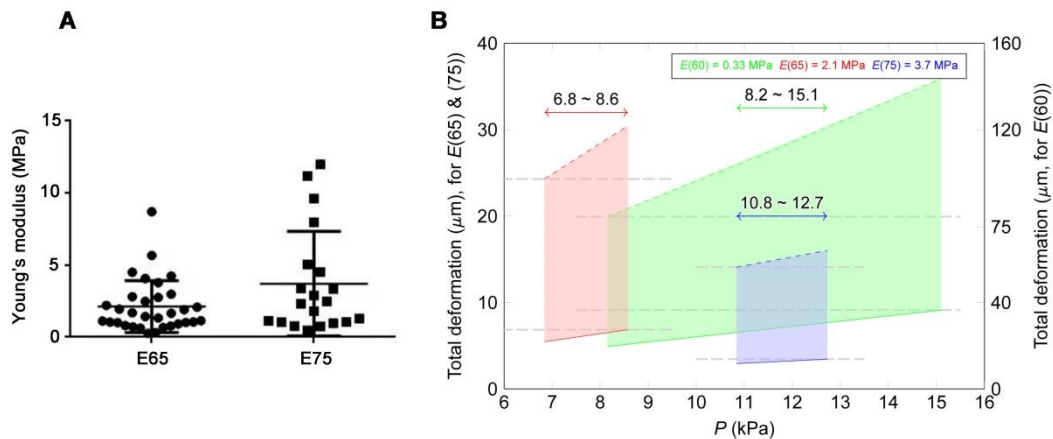 A
Young's modulus (MPa)
15
10
5
0
E65
E75
B
Total deformation (μm), for E(65) & (75))
40
30
20
10
0
E(60) = 0.33 MPa E(65) = 2.1 MPa E(75) = 3.7 MPa
6.8 ~ 8.6
8.2 ~ 15.1
10.8 ~ 12.7
160
120
75
40
0
Total deformation (μm, for E(60))
6 7 8 9 10 11 12 13 14 15 16
P (kPa)